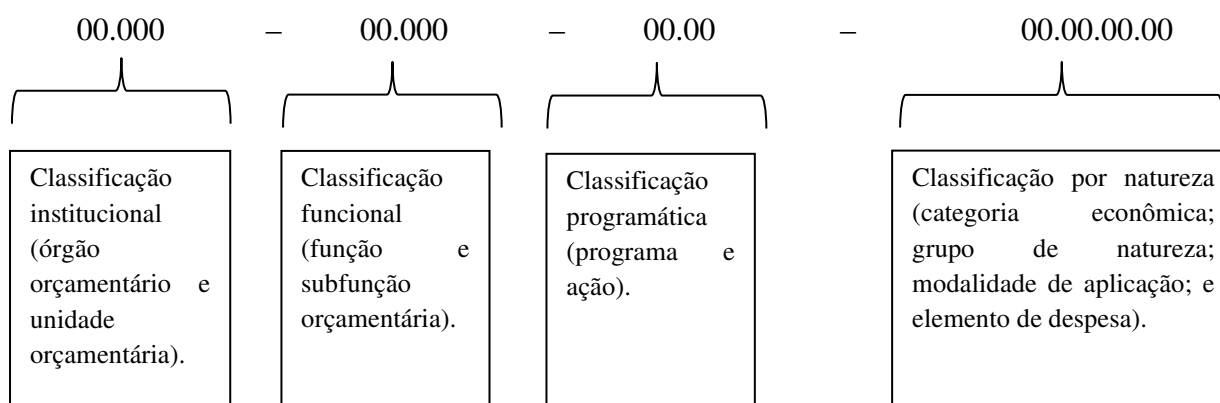 00.000 – 00.000 – 00.00 – 00.00.00.00
Classificação
institucional
(órgão
orçamentário e
unidade
orçamentária).
Classificação
funcional
(função e
subfunção
orçamentária).
Classificação
programática
(programa e
ação).
Classificação por natureza
(categoria econômica;
grupo de natureza;
modalidade de aplicação; e
elemento de despesa).